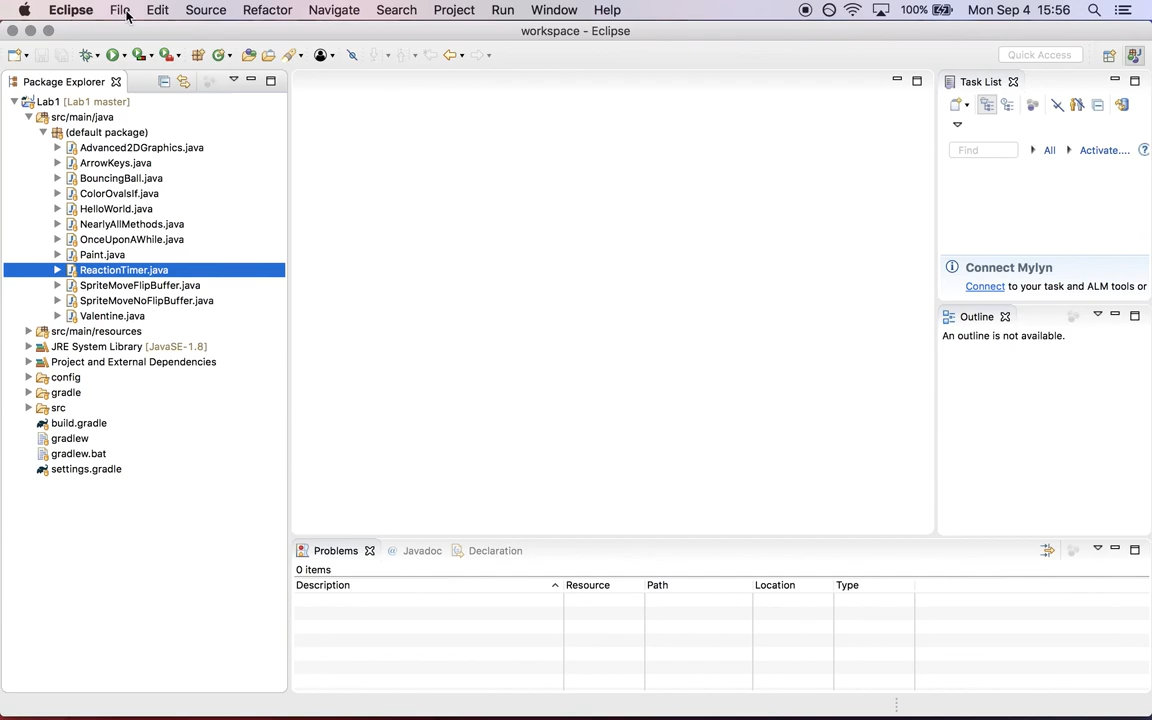 Eclipse File Edit Source Refactor Navigate Search Project Run Window Help 100% Mon Sep 4 15:56
workspace - Eclipse
Quick Access
Package Explorer
Lab1 [Lab1 master]
src/main/java
(default package)
Advanced2DGraphics.java
ArrowKeys.java
BouncingBall.java
ColorOvalsIf.java
HelloWorld.java
NearlyAllMethods.java
OnceUponAWhile.java
Paint.java
ReactionTimer.java
SpriteMoveFlipBuffer.java
SpriteMoveNoFlipBuffer.java
Valentine.java
src/main/resources
JRE System Library [JavaSE-1.8]
Project and External Dependencies
config
gradle
src
build.gradle
gradlew
gradlew.bat
settings.gradle
Task List
Find All Activate....
Connect Mylyn
Connect to your task and ALM tools or
Outline
An outline is not available.
Problems @ Javadoc Declaration
0 items
Description Resource Path Location Type